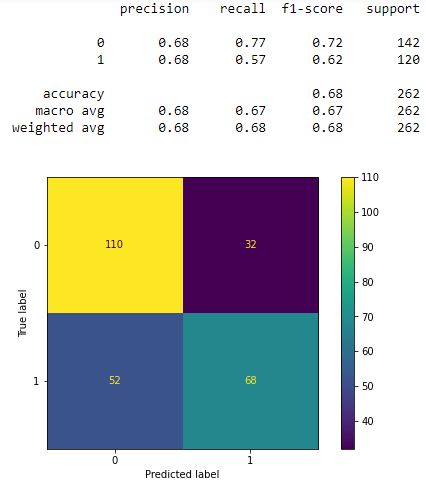 precision recall f1-score support
0 0.68 0.77 0.72 142
1 0.68 0.57 0.62 120
accuracy 0.68 262
macro avg 0.68 0.67 0.67 262
weighted avg 0.68 0.68 0.68 262
110
100
90
80
70
60
50
40
0
1
True label
110 32
52 68
0 1
Predicted label